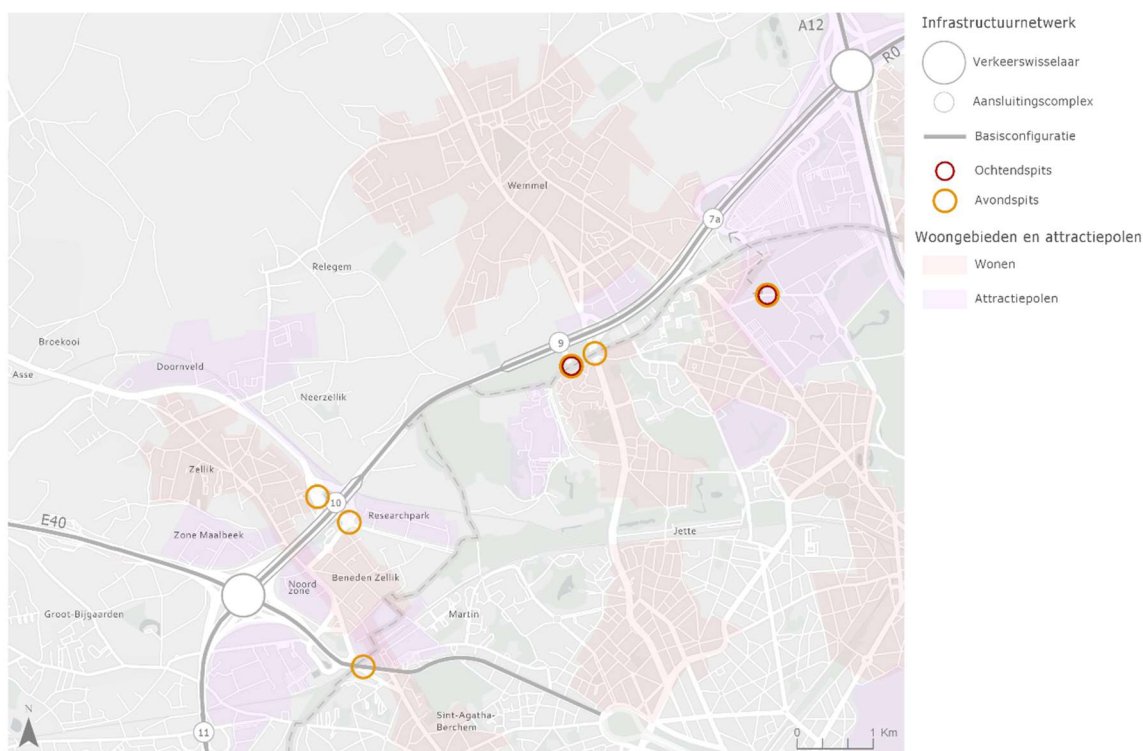 A12
R0
Wemmel
7a
Relegem
Broekooi
Doornveld
Asse
Neerzellik
9
Zellik
10
Researchpark
E40
Zone Maalbeek
Jette
Noord
zone
Beneden Zellik
Groot-Bijgaarden
Martin
Sint-Agatha-
Berchem
11
N
0
1 Km
Infrastructuurnetwerk
Verkeerswisselaar
Aansluitingscomplex
Basisconfiguratie
Ochtendspits
Avondspits
Woongebieden en attractiepolen
Wonen
Attractiepolen